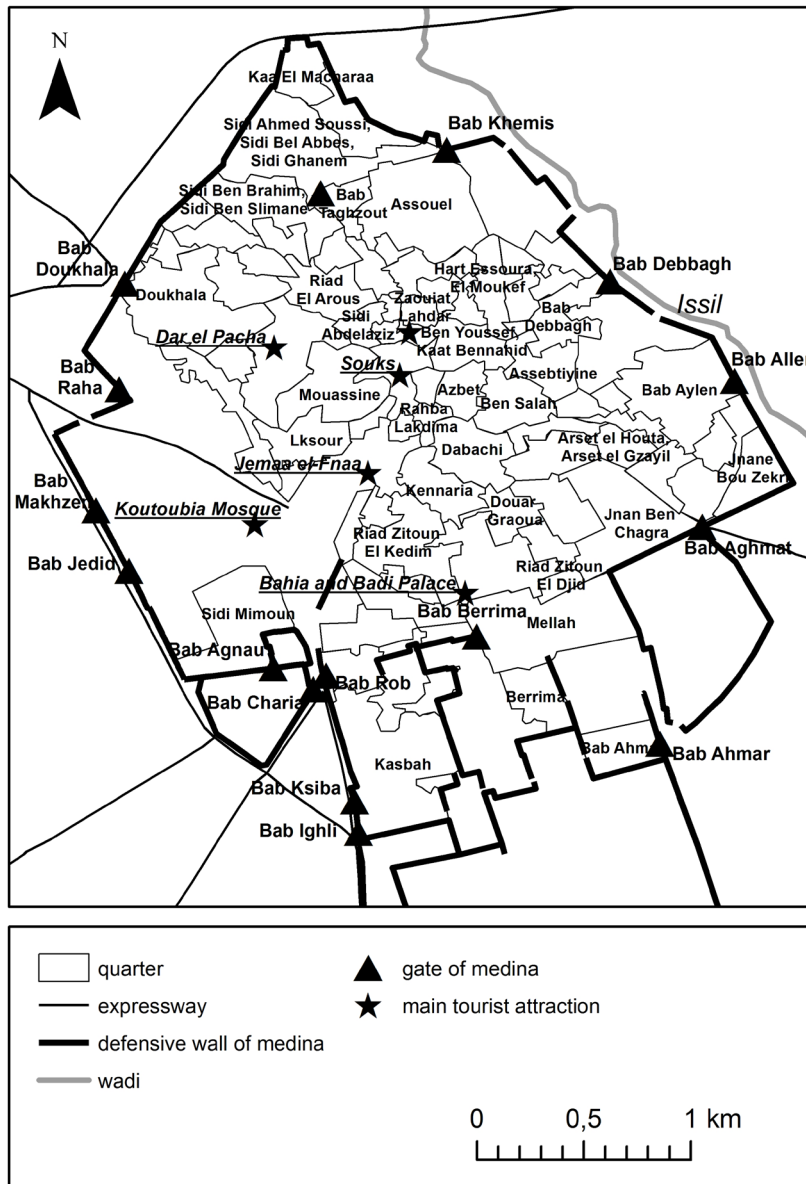 N
Kaa El Macharaa
Sidi Ahmed Soussi,
Sidi Bel Abbes,
Sidi Ghanem
Bab Khemis
Sidi Ben Brahim,
Sidi Ben Slimane
Bab
Taghzout
Assouel
Bab
Doukhala
Doukhala
Riad
El Arous
Hart Essoura,
El Moukef
Bab Debbagh
Issil
Zaouiat
Lahdar
Sidi
Abdelaziz
Bab
Debbagh
Ben Youssef,
Kaat Bennahid
Dar el Pacha
Souks
Bab
Raha
Mouassine
Azbet
Assebtiyine
Ben Salah
Bab Aylen
Bab Allen
Rahba
Lakdima
Lksour
Dabachi
Arset el Houta,
Arset el Gzayil
Jnane
Bou Zekri
Jemaa el-Fnaa
Kennaria
Bab
Makhzen
Koutoubia Mosque
Douar
Graoua
Jnan Ben
Chagra
Riad Zitoun
El Kedim
Bab Aghmat
Bab Jedid
Riad Zitoun
El Djid
Bahia and Badi Palace
Sidi Mimoun
Bab Berrima
Mellah
Bab Agnau
Bab Charia
Bab Rob
Berrima
Kasbah
Bab Ahmar
Bab Ksiba
Bab Ighli
quarter
gate of medina
expressway
main tourist attraction
defensive wall of medina
wadi
0 0,5 1 km